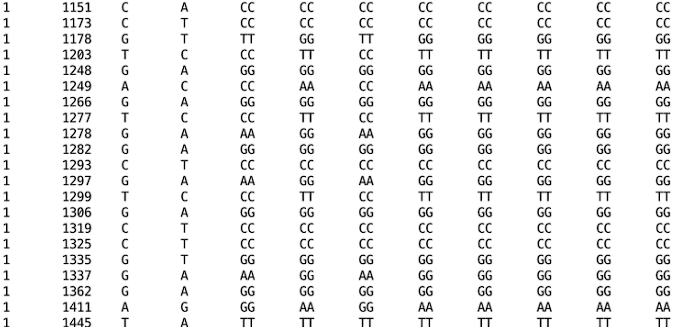 1 1151 C A CC CC CC CC CC CC CC CC
1 1173 C T CC CC CC CC CC CC CC CC
1 1178 G T TT GG TT GG GG GG GG GG
1 1203 T C CC TT CC TT TT TT TT TT
1 1248 G A GG GG GG GG GG GG GG GG
1 1249 A C CC AA CC AA AA AA AA AA
1 1266 G A GG GG GG GG GG GG GG GG
1 1277 T C CC TT CC TT TT TT TT TT
1 1278 G A AA GG AA GG GG GG GG GG
1 1282 G A GG GG GG GG GG GG GG GG
1 1293 C T CC CC CC CC CC CC CC CC
1 1297 G A AA GG AA GG GG GG GG GG
1 1299 T C CC TT CC TT TT TT TT TT
1 1306 G A GG GG GG GG GG GG GG GG
1 1319 C T CC CC CC CC CC CC CC CC
1 1325 C T CC CC CC CC CC CC CC CC
1 1335 G T GG GG GG GG GG GG GG GG
1 1337 G A AA GG AA GG GG GG GG GG
1 1362 G A GG GG GG GG GG GG GG GG
1 1411 A G GG AA GG AA AA AA AA AA
1 1445 T A TT TT TT TT TT TT TT TT